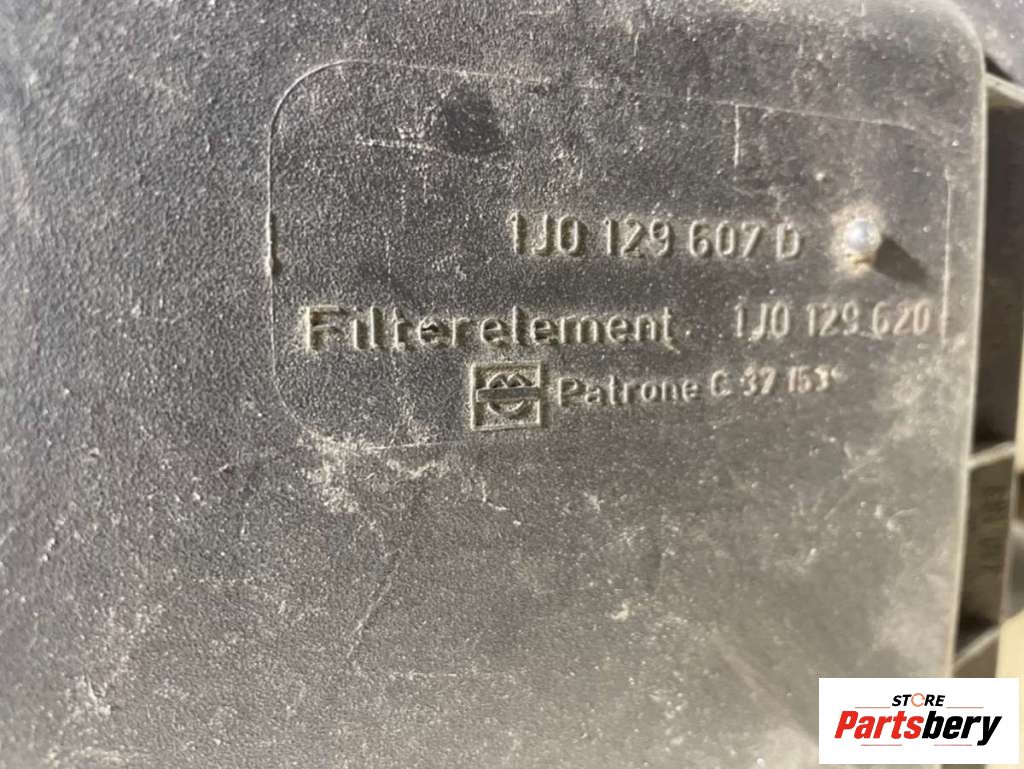 1J0 129 607 D
Filterelement. 1J0 129 620
Patrone C 37 153
STORE
Partsbery